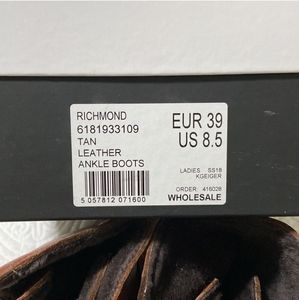 RICHMOND
6181933109
TAN
LEATHER
ANKLE BOOTS
EUR 39
US 8.5
LADIES SS18
KGEIGER
ORDER: 416028
WHOLESALE
5 057812 071600